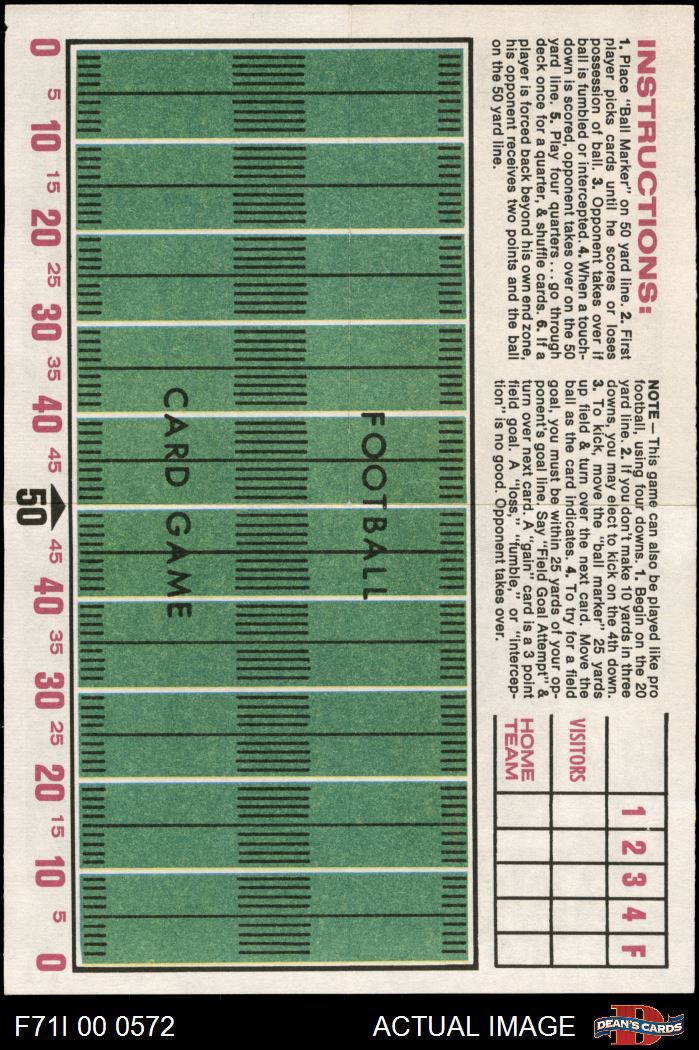 INSTRUCTIONS:
1. Place "Ball Marker" on 50 yard line. 2. First
player picks cards until he scores or loses
possession of ball. 3. Opponent takes over if
ball is fumbled or intercepted. 4. When a touch-
down is scored, opponent takes over on the 50
yard line. 5. Play four quarters . . . go through
deck once for a quarter, & shuffle cards. 6. If a
player is forced back beyond his own end zone,
his opponent receives two points and the ball
on the 50 yard line.
NOTE — This game can also be played like pro
football, using four downs. 1. Begin on the 20
yard line. 2. If you don't make 10 yards in three
downs, you may elect to kick on the 4th down.
3. To kick, move the "ball marker" 25 yards
up field & turn over the next card. Move the
ball as the card indicates. 4. To try for a field
goal, you must be within 25 yards of your op-
ponent's goal line. Say "Field Goal Attempt" &
turn over next card. A "gain" card is a 3 point
field goal. A "loss," "fumble," or "intercep-
tion" is no good. Opponent takes over.
1 2 3 4 F
VISITORS
HOME
TEAM
FOOTBALL
CARD GAME
0 5 10 15 20 25 30 35 40 45 50 45 40 35 30 25 20 15 10 5 0
F71I 00 0572
ACTUAL IMAGE
D
DEAN'S CARDS